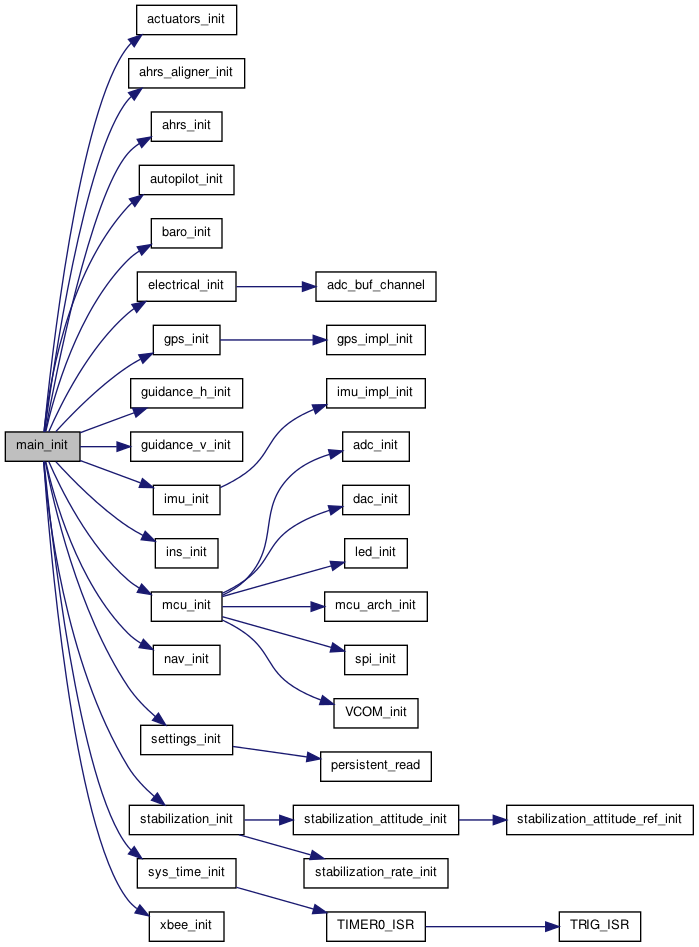 actuators_init
ahrs_aligner_init
ahrs_init
autopilot_init
baro_init
electrical_init
adc_buf_channel
gps_init
gps_impl_init
guidance_h_init
imu_impl_init
main_init
guidance_v_init
adc_init
imu_init
dac_init
ins_init
led_init
mcu_init
mcu_arch_init
nav_init
spi_init
VCOM_init
settings_init
persistent_read
stabilization_init
stabilization_attitude_init
stabilization_attitude_ref_init
sys_time_init
stabilization_rate_init
xbee_init
TIMER0_ISR
TRIG_ISR